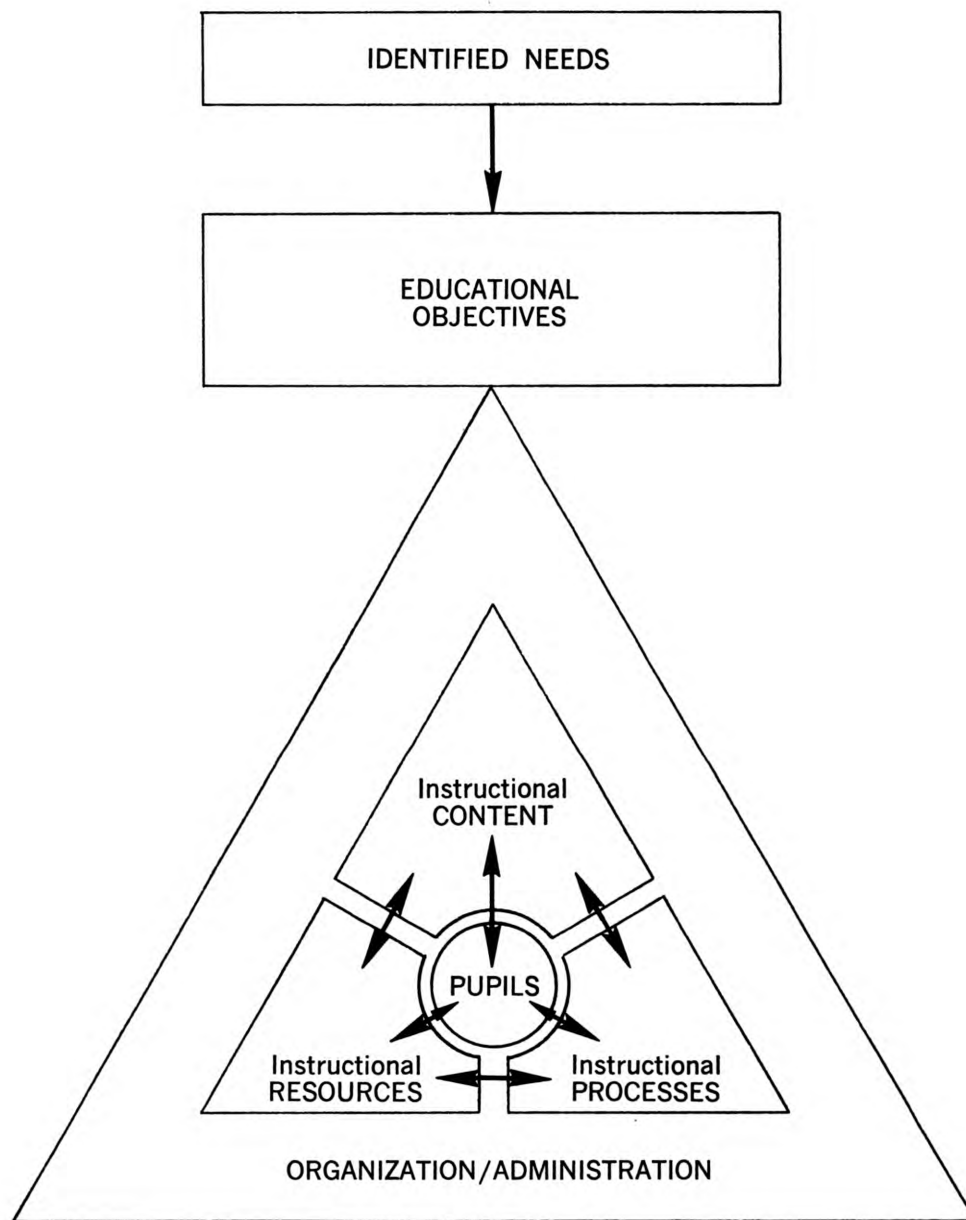 IDENTIFIED NEEDS
EDUCATIONAL
OBJECTIVES
Instructional
CONTENT
PUPILS
Instructional
RESOURCES
Instructional
PROCESSES
ORGANIZATION/ADMINISTRATION